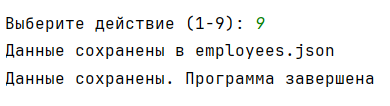 Выберите действие (1-9): 9
Данные сохранены в employees.json
Данные сохранены. Программа завершена